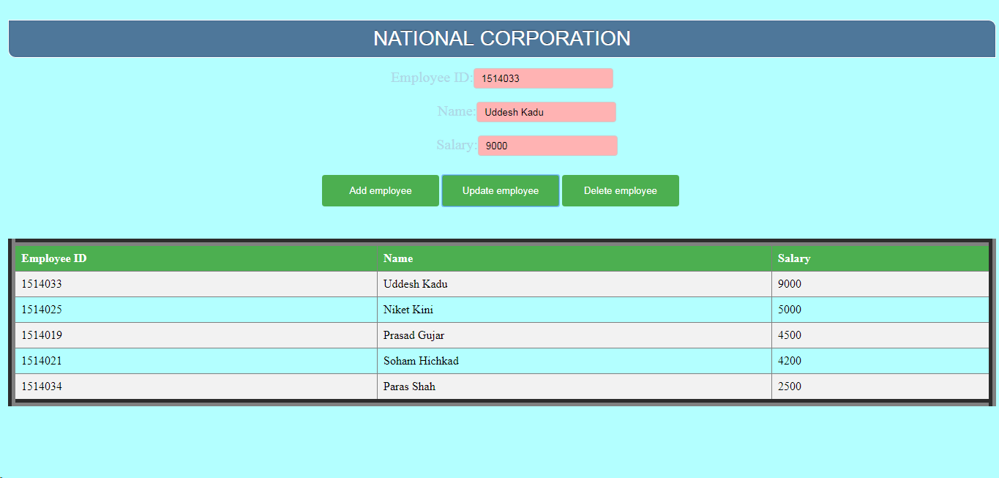 NATIONAL CORPORATION
Employee ID: 1514033
Name: Uddesh Kadu
Salary: 9000
Add employee Update employee Delete employee
Employee ID Name Salary
1514033 Uddesh Kadu 9000
1514025 Niket Kini 5000
1514019 Prasad Gujar 4500
1514021 Soham Hichkad 4200
1514034 Paras Shah 2500